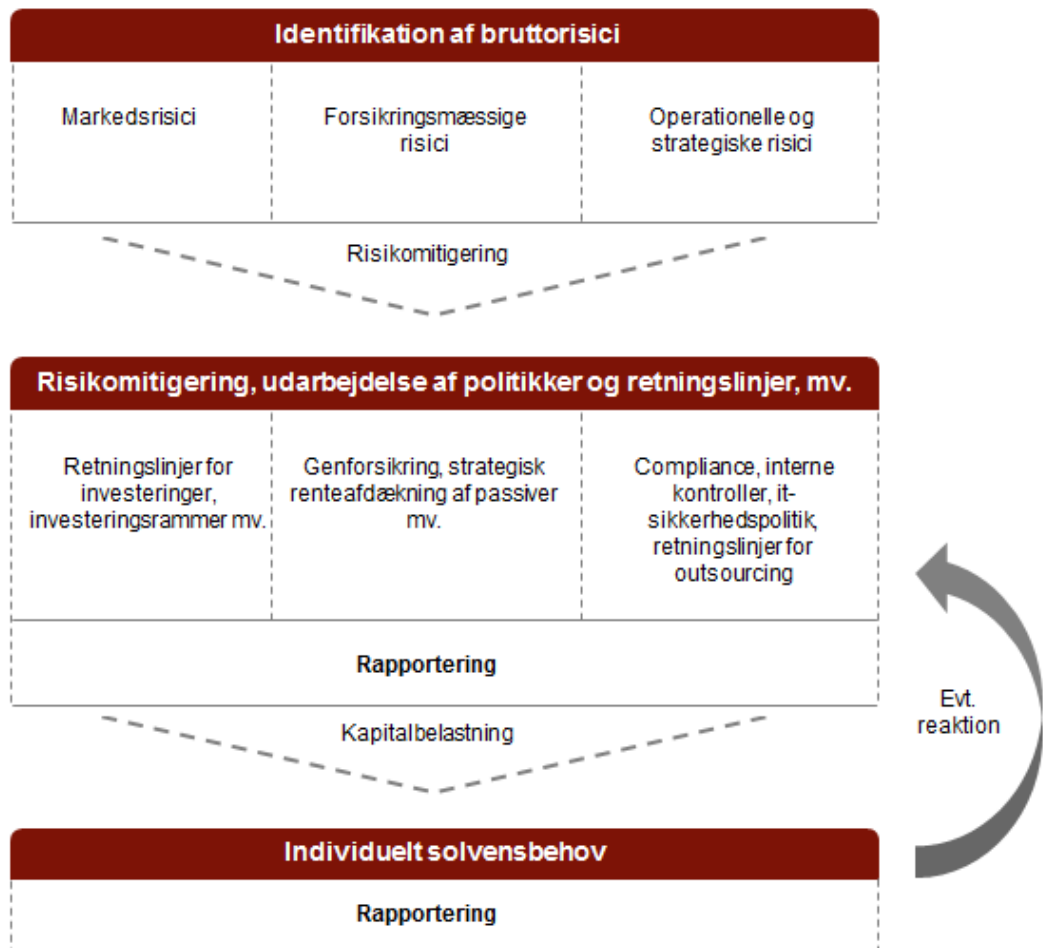 Identifikation af bruttorisici
Markedsrisici
Forsikringsmæssige
risici
Operationelle og
strategiske risici
Risikomitigering
Risikomitigering, udarbejdelse af politikker og retningslinjer, mv.
Retningslinjer for
investeringer,
investeringsrammer mv.
Genforsikring, strategisk
renteafdækning af passiver
mv.
Compliance, interne
kontroller, it-
sikkerhedspolitik,
retningslinjer for
outsourcing
Rapportering
Evt.
reaktion
Kapitalbelastning
Individuelt solvensbehov
Rapportering